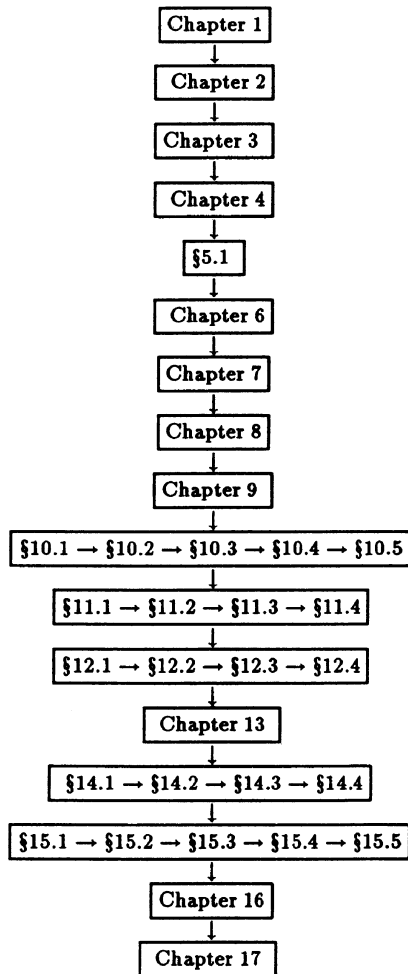 Chapter 1
Chapter 2
Chapter 3
Chapter 4
§5.1
Chapter 6
Chapter 7
Chapter 8
Chapter 9
§10.1 → §10.2 → §10.3 → §10.4 → §10.5
§11.1 → §11.2 → §11.3 → §11.4
§12.1 → §12.2 → §12.3 → §12.4
Chapter 13
§14.1 → §14.2 → §14.3 → §14.4
§15.1 → §15.2 → §15.3 → §15.4 → §15.5
Chapter 16
Chapter 17